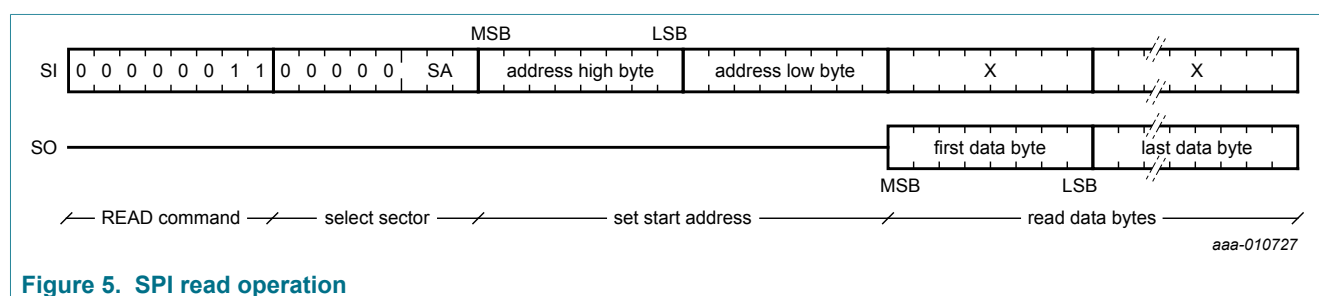 MSB LSB
SI 0 0 0 0 0 0 1 1 0 0 0 0 0 SA address high byte address low byte X X
SO first data byte last data byte
MSB LSB
READ command select sector set start address read data bytes
aaa-010727
Figure 5. SPI read operation